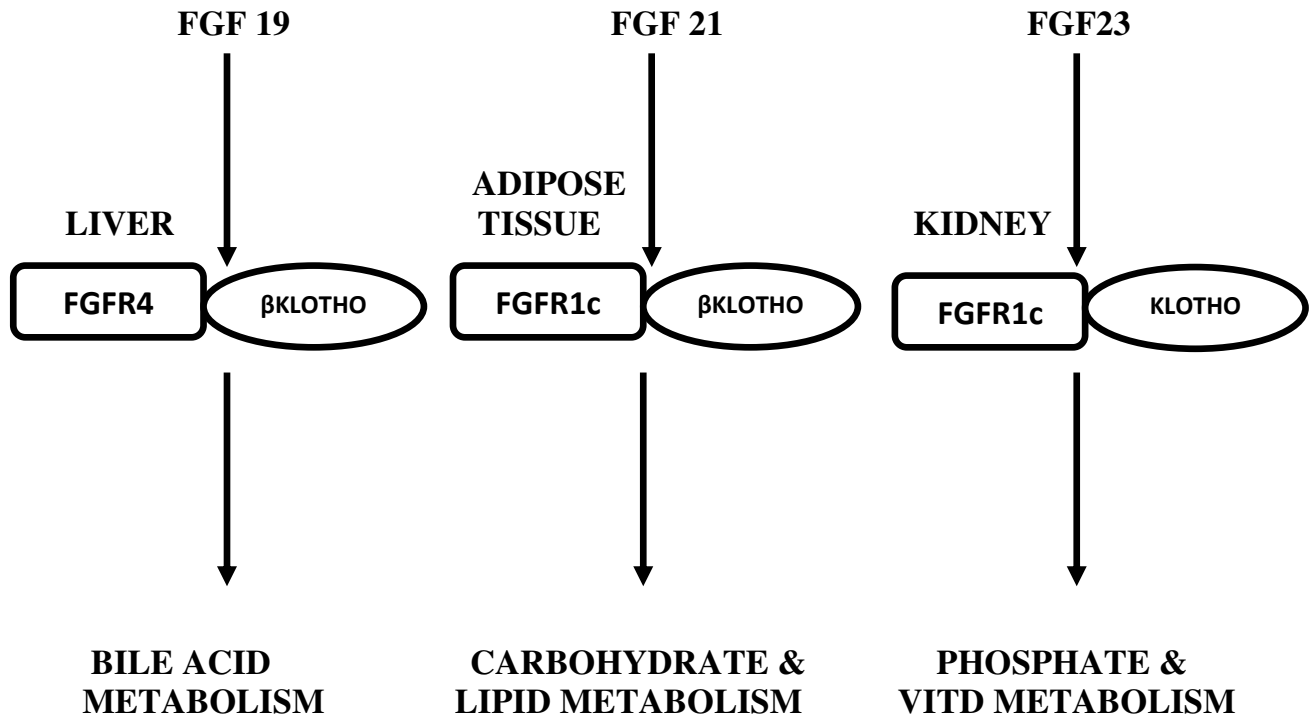 FGF 19
FGF 21
FGF23
LIVER
ADIPOSE
TISSUE
KIDNEY
FGFR4
βKLOTHO
FGFR1c
βKLOTHO
FGFR1c
KLOTHO
BILE ACID
METABOLISM
CARBOHYDRATE &
LIPID METABOLISM
PHOSPHATE &
VITD METABOLISM